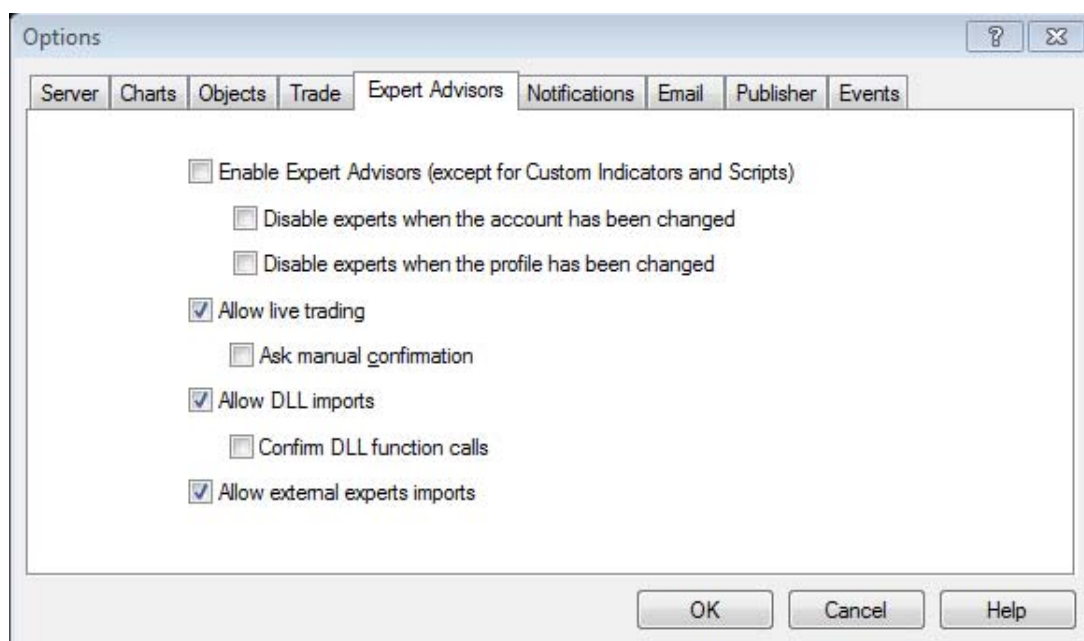 Options
Server Charts Objects Trade Expert Advisors Notifications Email Publisher Events
Enable Expert Advisors (except for Custom Indicators and Scripts)
Disable experts when the account has been changed
Disable experts when the profile has been changed
Allow live trading
Ask manual confirmation
Allow DLL imports
Confirm DLL function calls
Allow external experts imports
OK Cancel Help